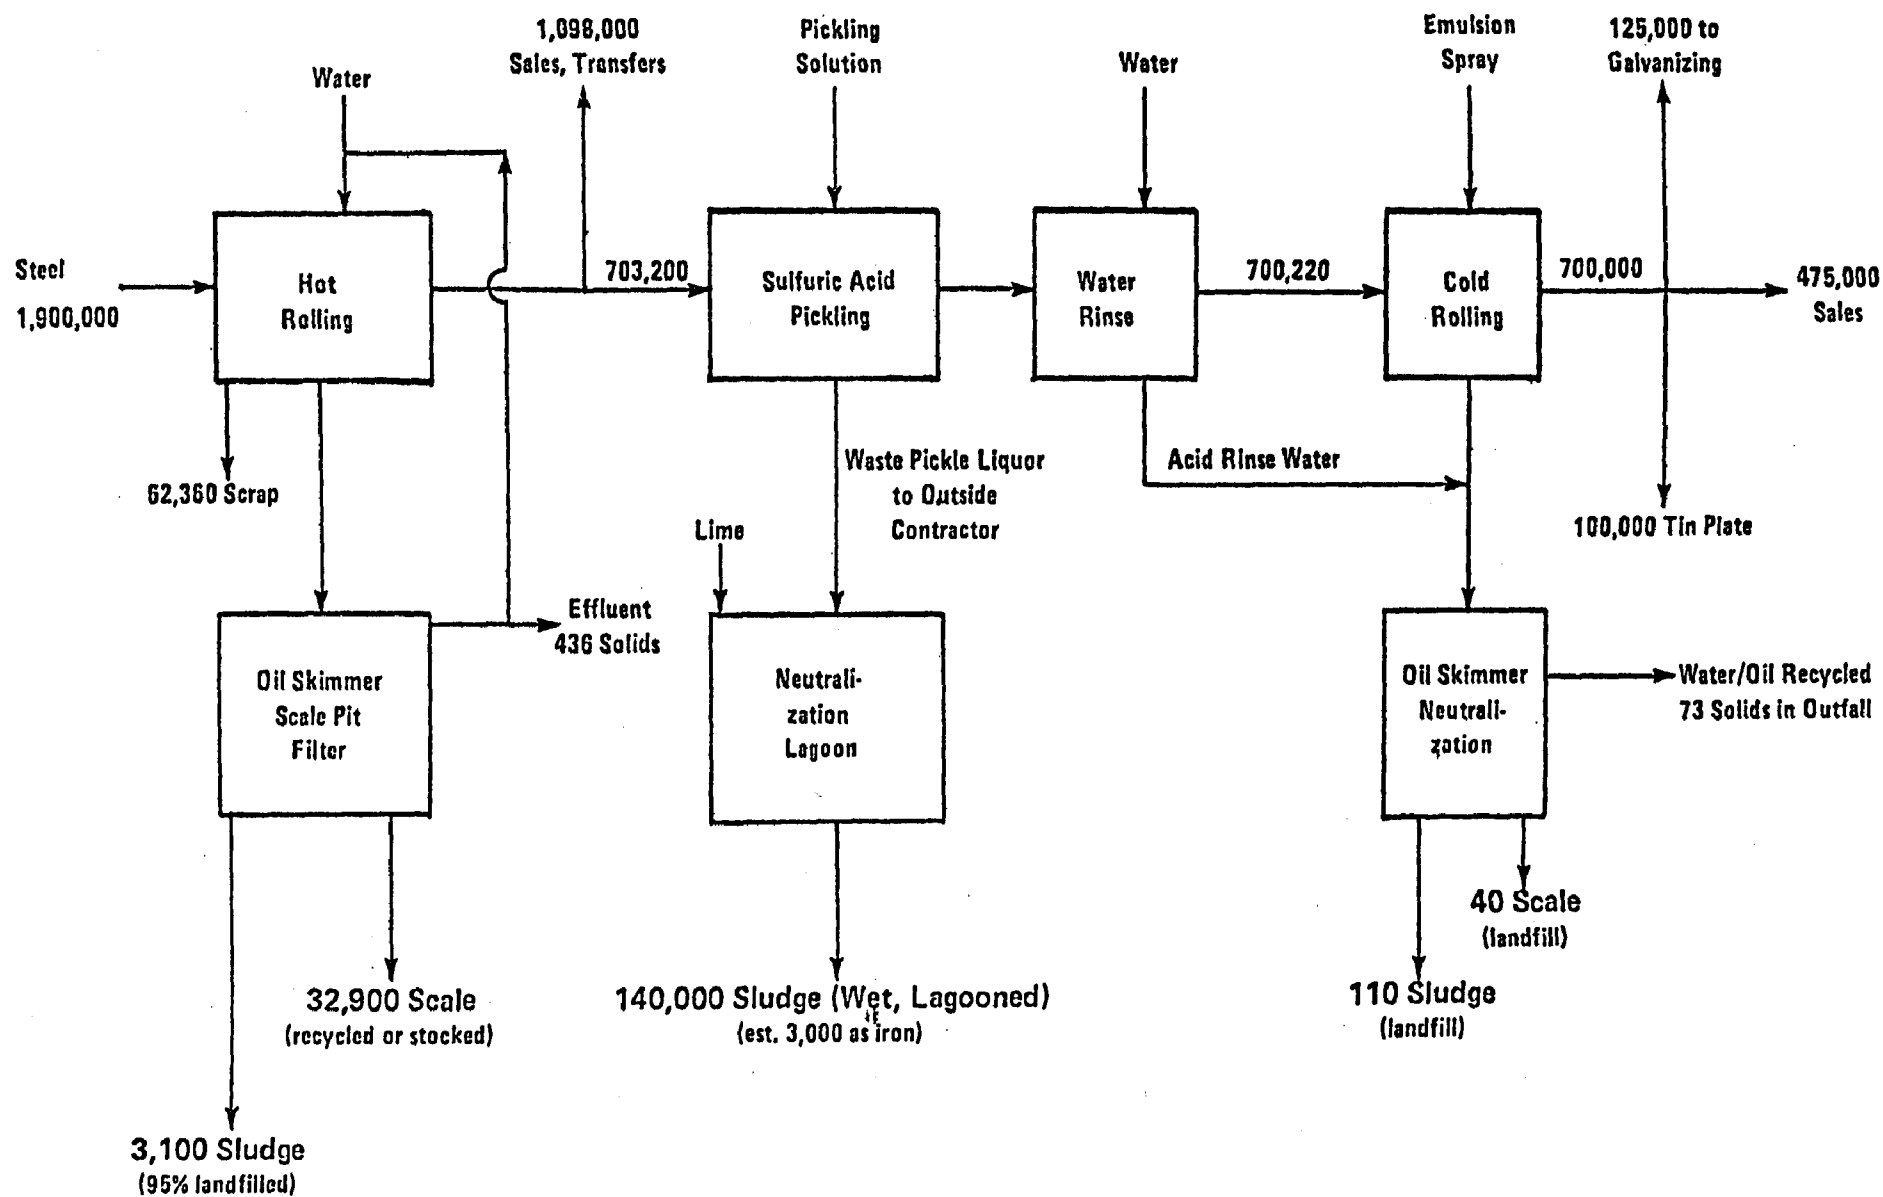 1,098,000
Sales, Transfers
Pickling
Solution
Water
Water
Emulsion
Spray
125,000 to
Galvanizing
Steel
1,900,000
Hot
Rolling
703,200
Sulfuric Acid
Pickling
Water
Rinse
700,220
Cold
Rolling
700,000
475,000
Sales
62,360 Scrap
Waste Pickle Liquor
to Outside
Contractor
Lime
Acid Rinse Water
100,000 Tin Plate
Oil Skimmer
Scale Pit
Filter
Effluent
436 Solids
Neutrali-
zation
Lagoon
Oil Skimmer
Neutrali-
zation
Water/Oil Recycled
73 Solids in Outfall
40 Scale
(landfill)
32,900 Scale
(recycled or stocked)
140,000 Sludge (Wet, Lagooned)
(est. 3,000 as iron)
110 Sludge
(landfill)
3,100 Sludge
(95% landfilled)